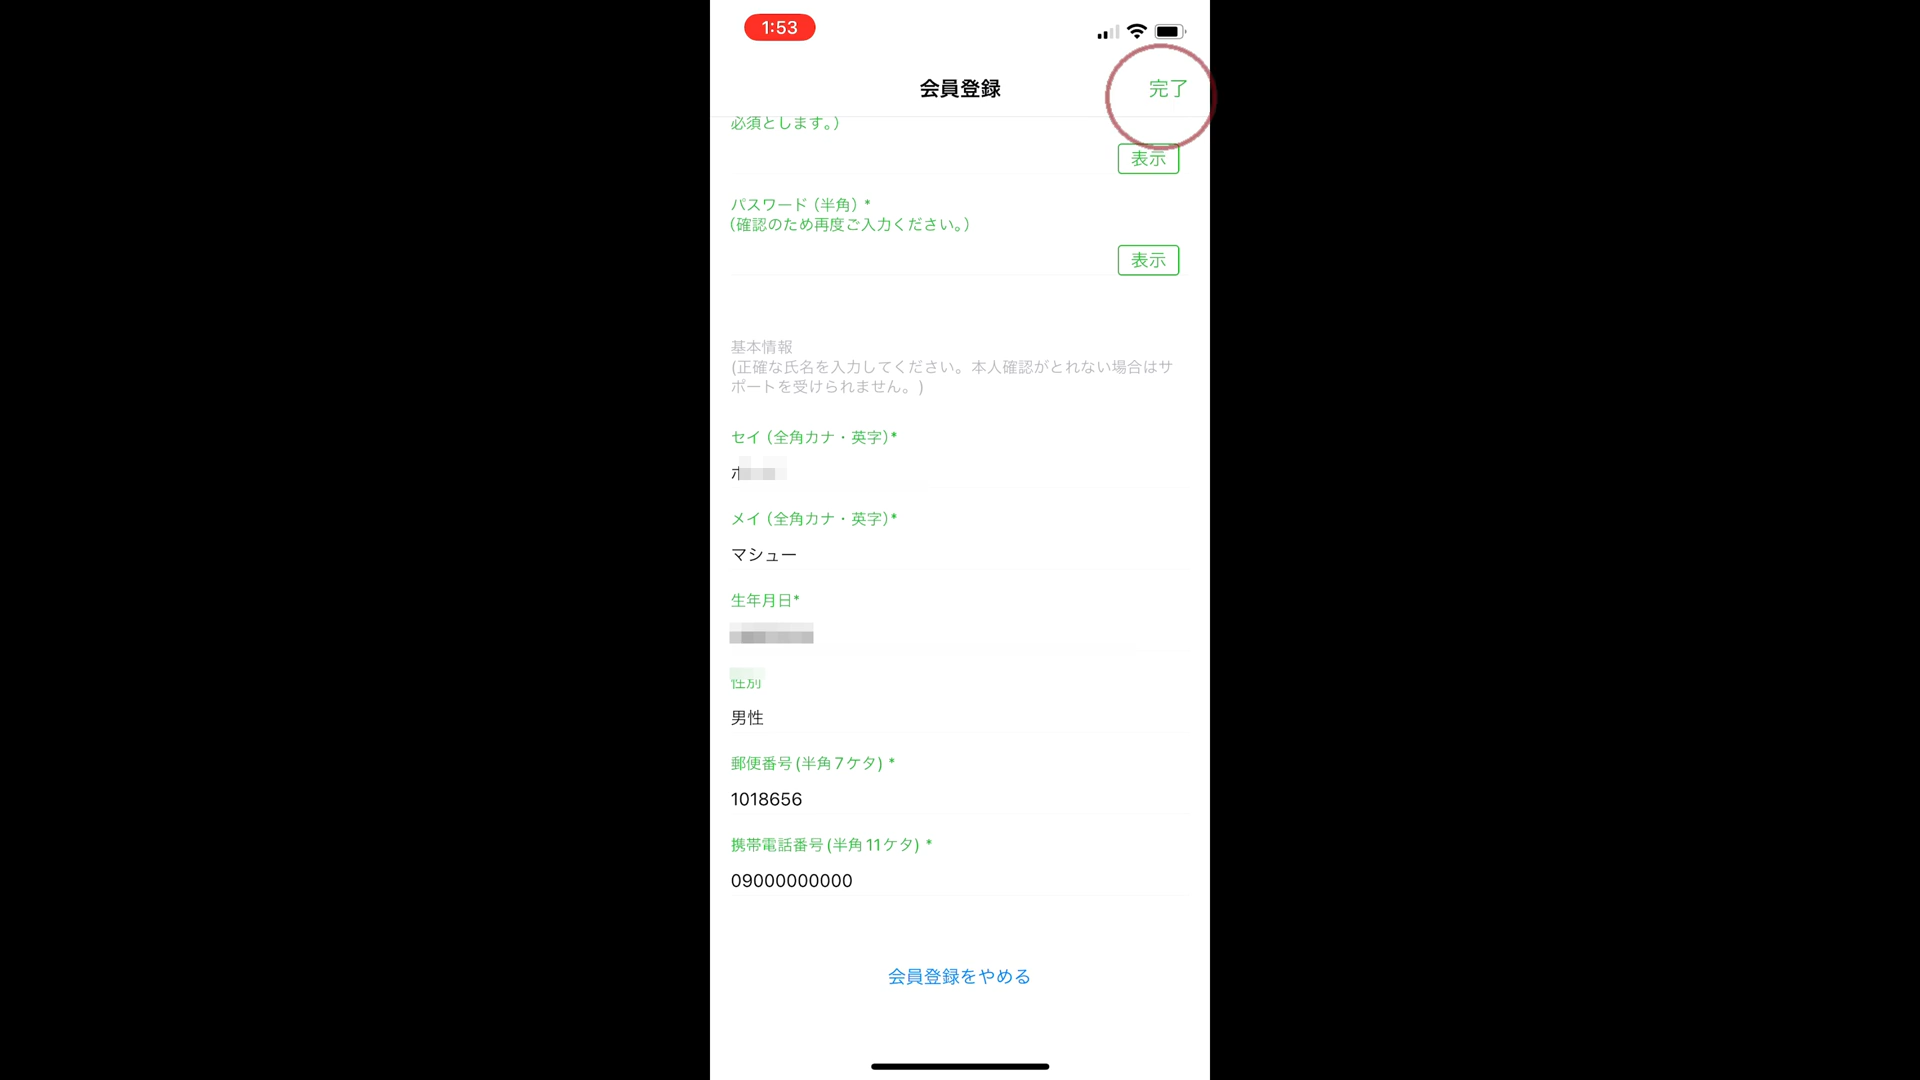 1:53
会員登録
完了
必須とします。)
表示
パスワード (半角) *
(確認のため再度ご入力ください。)
表示
基本情報
(正確な氏名を入力してください。本人確認がとれない場合はサ
ポートを受けられません。)
セイ (全角カナ・英字)*
メイ (全角カナ・英字)*
マシュー
生年月日*
性別
男性
郵便番号(半角7ケタ) *
1018656
携帯電話番号(半角11ケタ) *
09000000000
会員登録をやめる